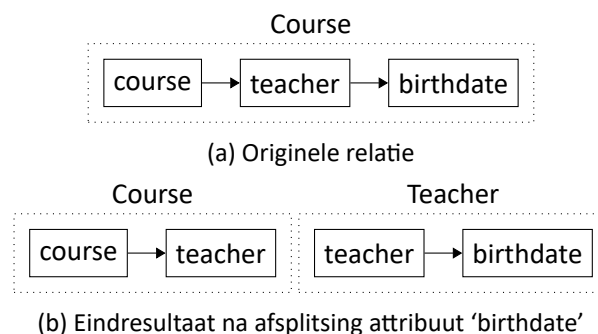 Course
course teacher birthdate
(a) Originele relatie
Course Teacher
course teacher teacher birthdate
(b) Eindresultaat na afsplitsing attribuut ‘birthdate’